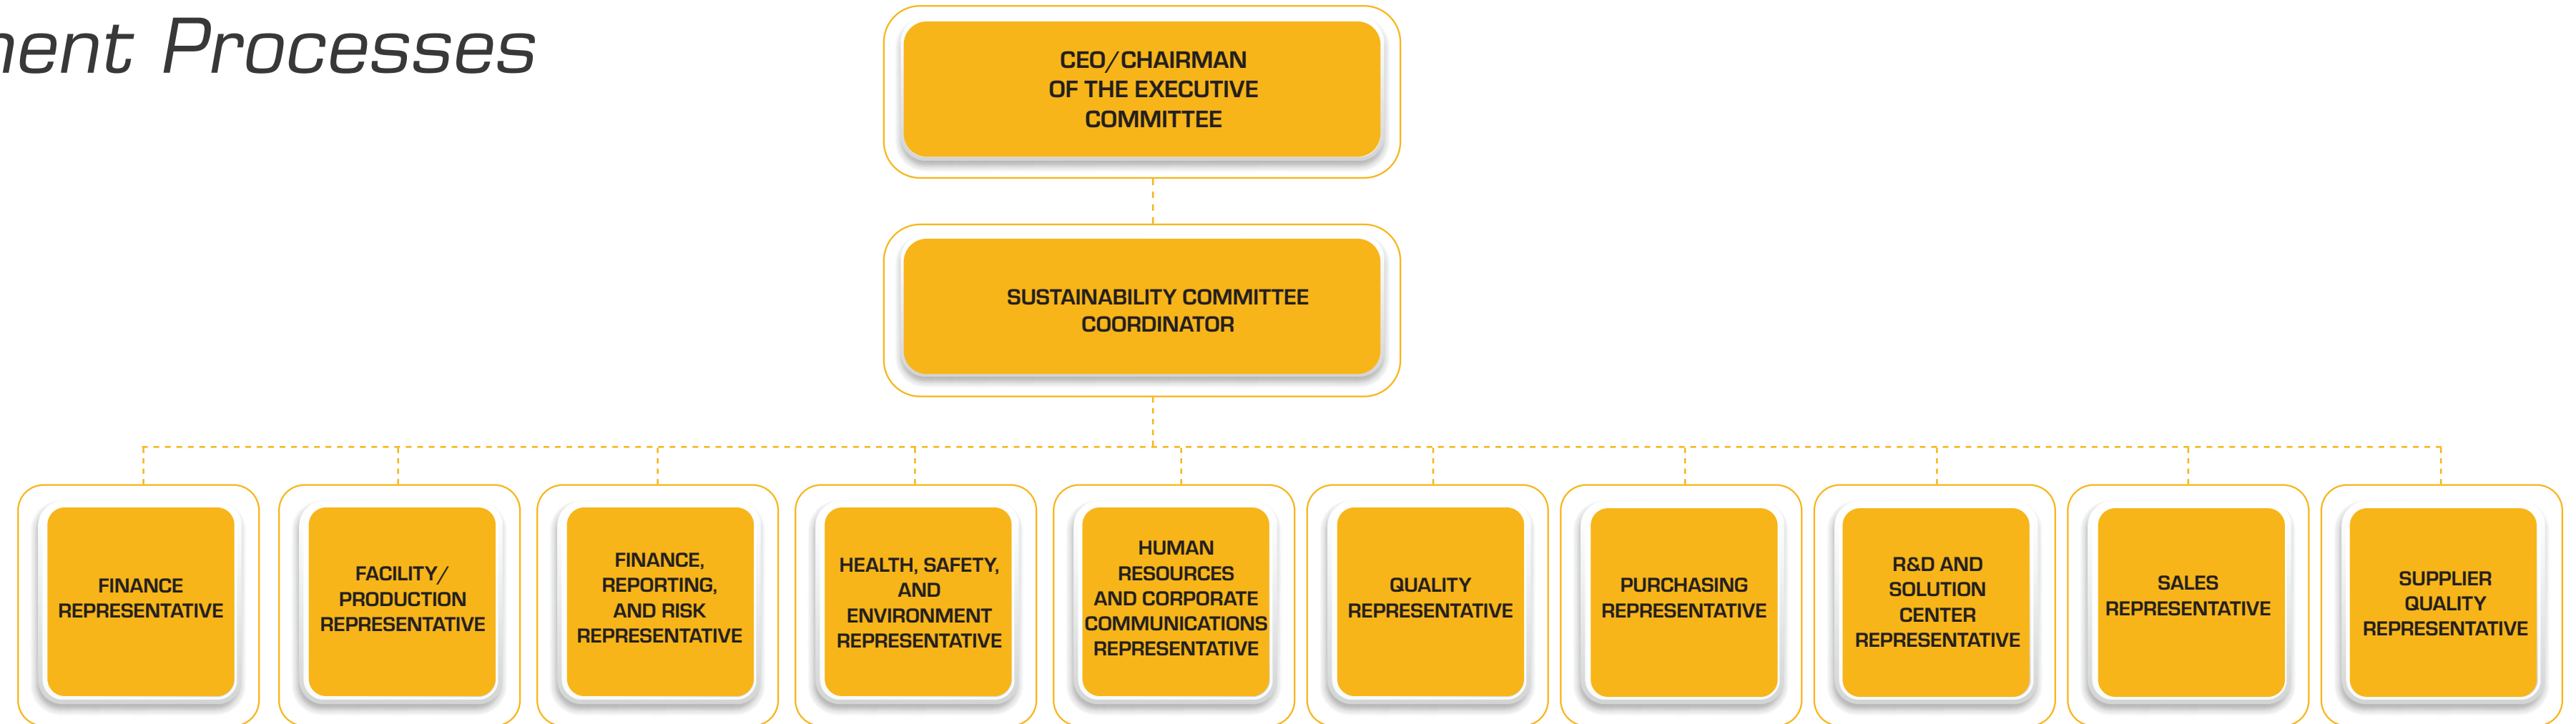 ment Processes
CEO/CHAIRMAN
OF THE EXECUTIVE
COMMITTEE
SUSTAINABILITY COMMITTEE
COORDINATOR
FINANCE
REPRESENTATIVE
FACILITY/
PRODUCTION
REPRESENTATIVE
FINANCE,
REPORTING,
AND RISK
REPRESENTATIVE
HEALTH, SAFETY,
AND
ENVIRONMENT
REPRESENTATIVE
HUMAN
RESOURCES
AND CORPORATE
COMMUNICATIONS
REPRESENTATIVE
QUALITY
REPRESENTATIVE
PURCHASING
REPRESENTATIVE
R&D AND
SOLUTION
CENTER
REPRESENTATIVE
SALES
REPRESENTATIVE
SUPPLIER
QUALITY
REPRESENTATIVE